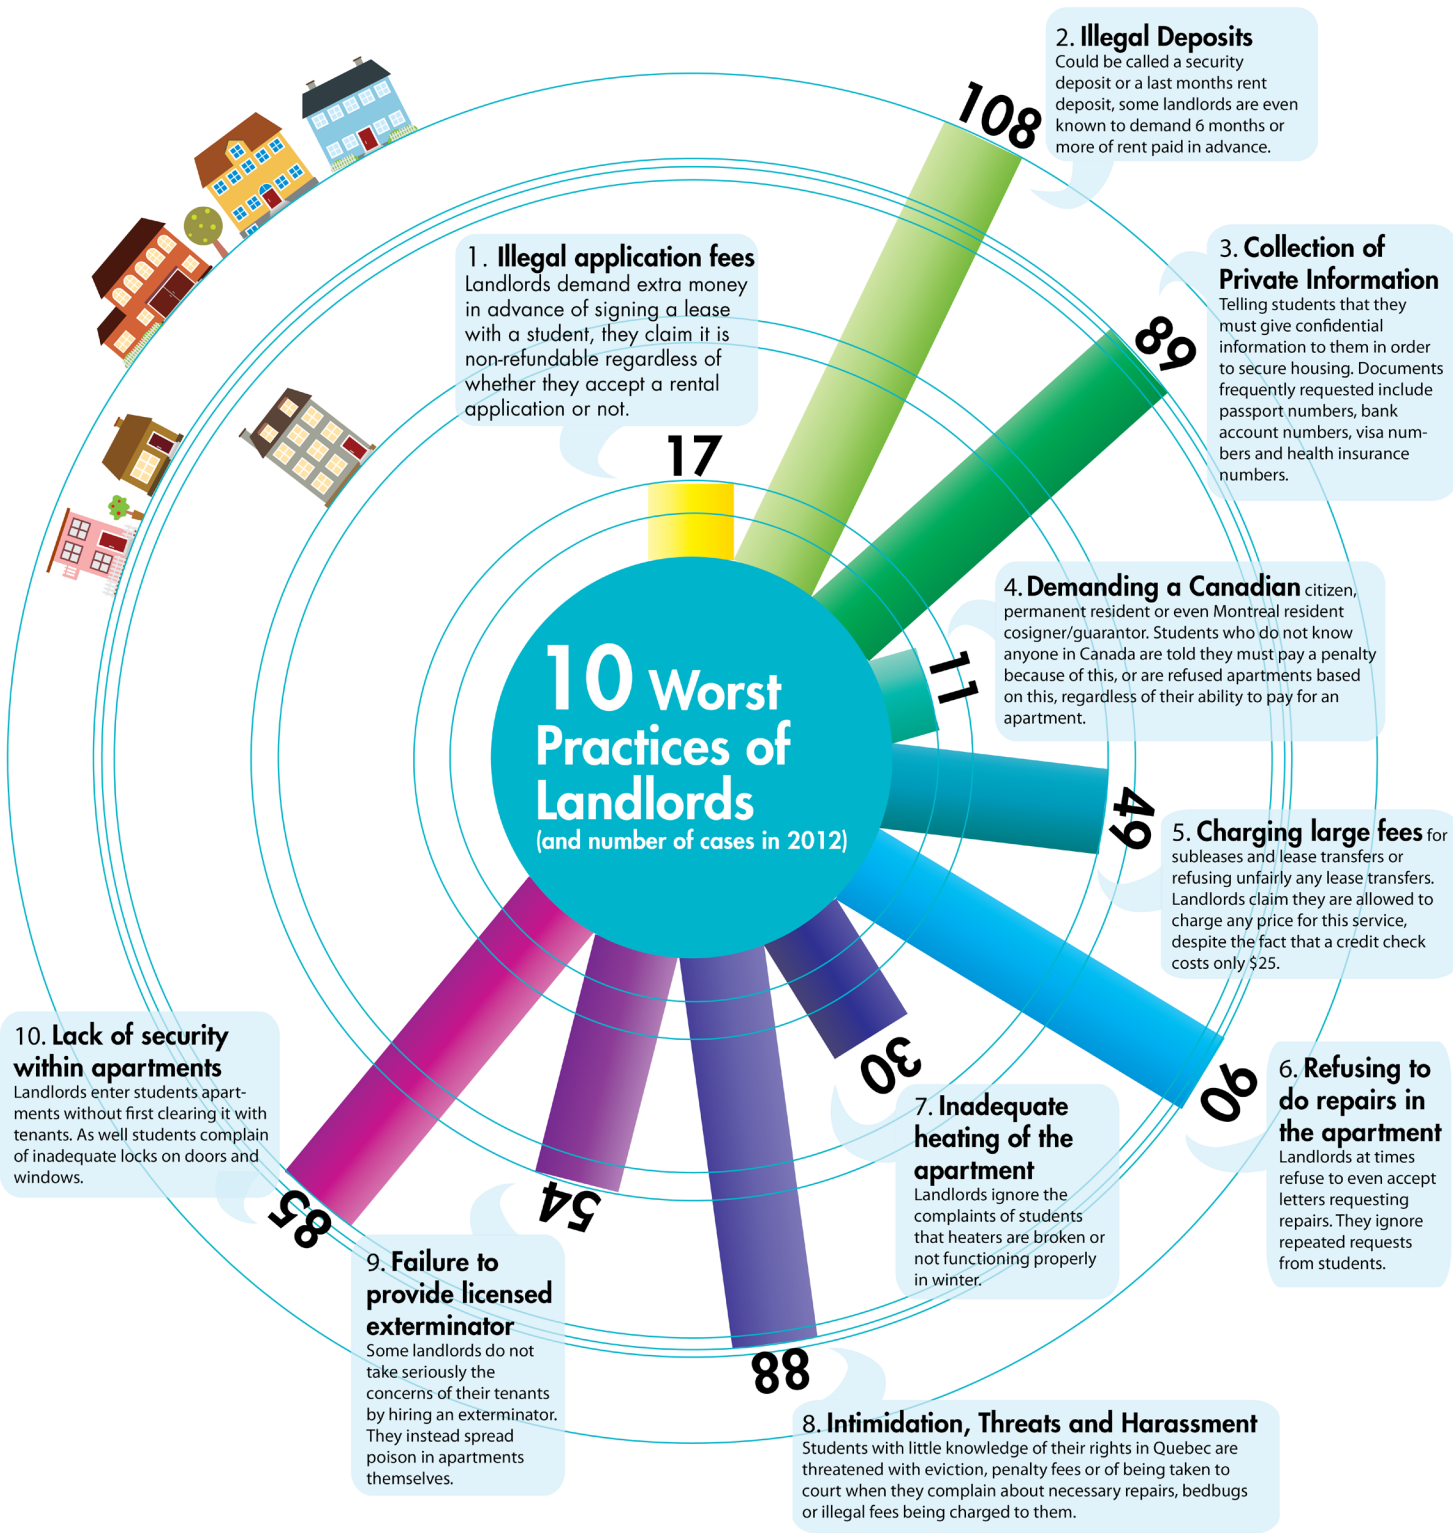 10 Worst
Practices of
Landlords
(and number of cases in 2012)
1. Illegal application fees
Landlords demand extra money
in advance of signing a lease
with a student, they claim it is
non-refundable regardless of
whether they accept a rental
application or not.
17
2. Illegal Deposits
Could be called a security
deposit or a last months rent
deposit, some landlords are even
known to demand 6 months or
more of rent paid in advance.
108
3. Collection of
Private Information
Telling students that they
must give confidential
information to them in order
to secure housing. Documents
frequently requested include
passport numbers, bank
account numbers, visa num-
bers and health insurance
numbers.
89
4. Demanding a Canadian citizen,
permanent resident or even Montreal resident
cosigner/guarantor. Students who do not know
anyone in Canada are told they must pay a penalty
because of this, or are refused apartments based
on this, regardless of their ability to pay for an
apartment.
11
5. Charging large fees for
subleases and lease transfers or
refusing unfairly any lease transfers.
Landlords claim they are allowed to
charge any price for this service,
despite the fact that a credit check
costs only $25.
49
6. Refusing to
do repairs in
the apartment
Landlords at times
refuse to even accept
letters requesting
repairs. They ignore
repeated requests
from students.
90
7. Inadequate
heating of the
apartment
Landlords ignore the
complaints of students
that heaters are broken or
not functioning properly
in winter.
30
8. Intimidation, Threats and Harassment
Students with little knowledge of their rights in Quebec are
threatened with eviction, penalty fees or of being taken to
court when they complain about necessary repairs, bedbugs
or illegal fees being charged to them.
88
9. Failure to
provide licensed
exterminator
Some landlords do not
take seriously the
concerns of their tenants
by hiring an exterminator.
They instead spread
poison in apartments
themselves.
54
10. Lack of security
within apartments
Landlords enter students apart-
ments without first clearing it with
tenants. As well students complain
of inadequate locks on doors and
windows.
85